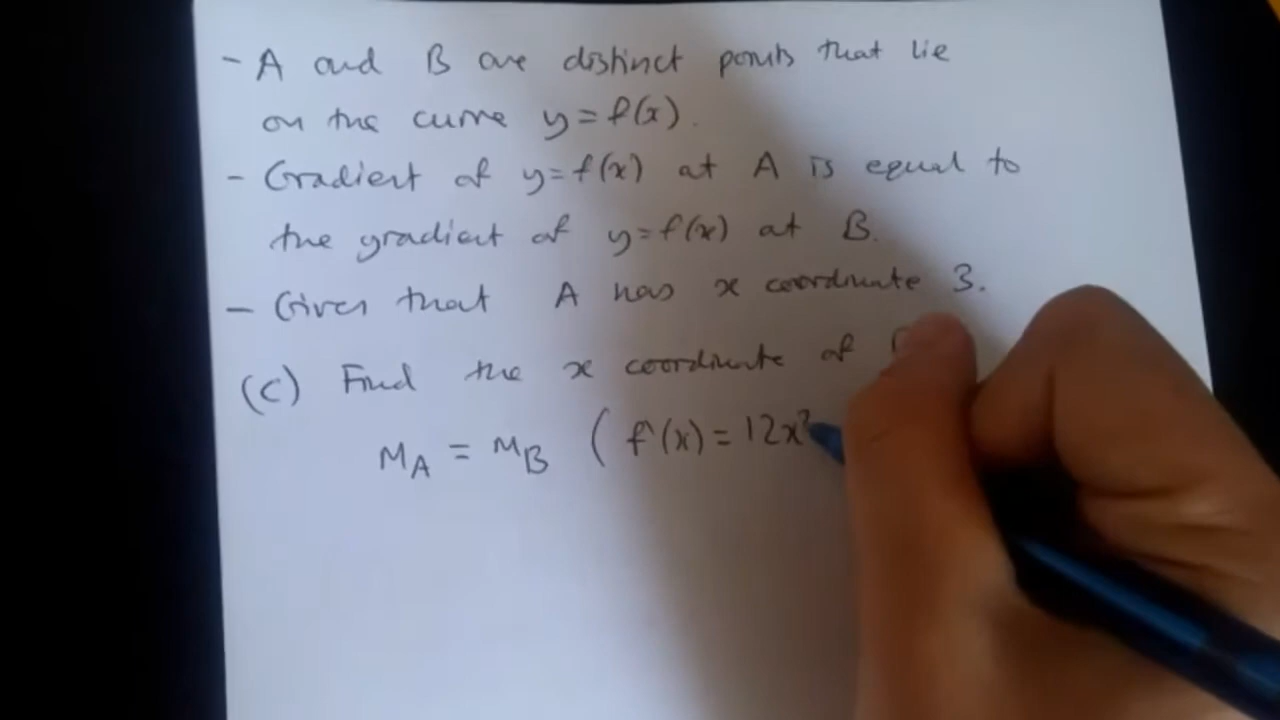 - A and B are distinct points that lie
on the curve y=f(x).
- Gradient of y=f(x) at A is equal to
the gradient of y=f(x) at B.
- Given that A has x coordinate 3.
(c) Find the x coordinate of
M_A = M_B ( f'(x) = 12x²